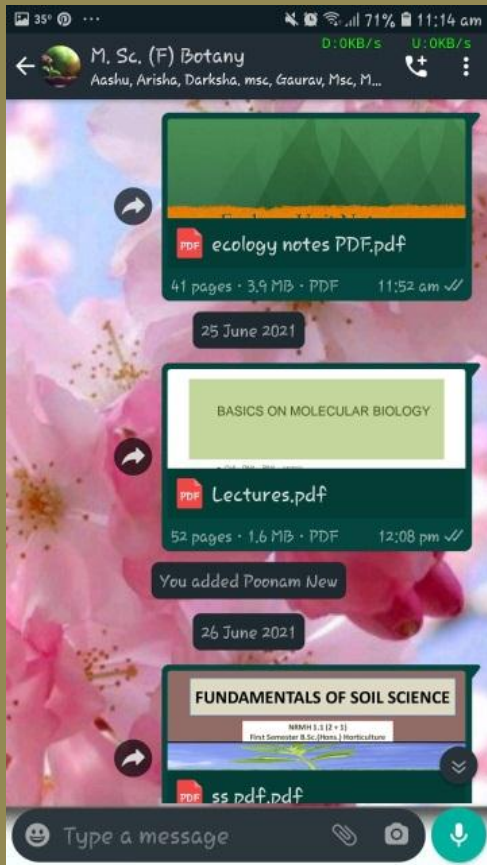 35° ... 71% 11:14 am
D:0KB/s U:0KB/s
M. Sc. (F) Botany
Aashu, Arisha, Darksha, msc, Gaurav, Msc, M...
PDF ecology notes PDF.pdf
41 pages • 3.9 MB • PDF 11:52 am
25 June 2021
BASICS ON MOLECULAR BIOLOGY
PDF Lectures.pdf
52 pages • 1.6 MB • PDF 12:08 pm
You added Poonam New
26 June 2021
FUNDAMENTALS OF SOIL SCIENCE
NRMH 1.1 (2 + 1)
First Semester B.Sc.(Hons.) Horticulture
PDF ss pdf.pdf
Type a message